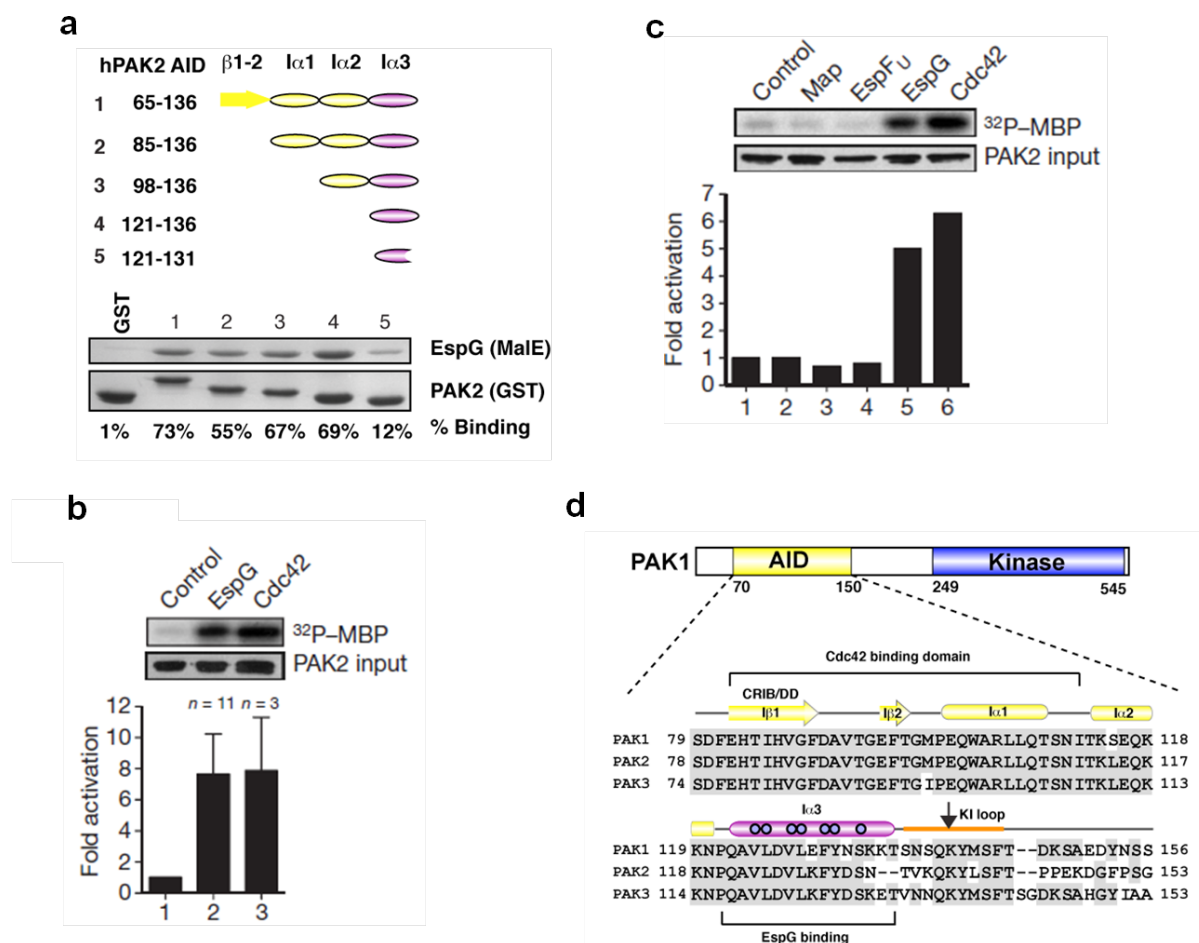 a
hPAK2 AID β1-2 Iα1 Iα2 Iα3
1 65-136
2 85-136
3 98-136
4 121-136
5 121-131
GST 1 2 3 4 5
EspG (MalE)
PAK2 (GST)
1% 73% 55% 67% 69% 12% % Binding
b
Control EspG Cdc42
32P–MBP
PAK2 input
n = 11 n = 3
Fold activation
12
10
8
6
4
2
0
1 2 3
c
Control Map EspFU EspG Cdc42
32P–MBP
PAK2 input
Fold activation
7
6
5
4
3
2
1
0
1 2 3 4 5 6
d
PAK1 AID Kinase
70 150 249 545
Cdc42 binding domain
CRIB/DD
Iβ1 Iβ2 Iα1 Iα2
PAK1 79 SDFEHTIHVGFDAVTGEFTGMPEQWARLLQTSNITKSEQK 118
PAK2 78 SDFEHTIHVGFDAVTGEFTGMPEQWARLLQTSNITKLEQK 117
PAK3 74 SDFEHTIHVGFDAVTGEFTGIPEQWARLLQTSNITKLEQK 113
Iα3 KI loop
PAK1 119 KNPQAVLDVLEFYNSKKTSNSQKYMSFT--DKSAEDYNSS 156
PAK2 118 KNPQAVLDVLKFYDSN--TVKQKYLSFT--PPEKDGFPSG 153
PAK3 114 KNPQAVLDVLKFYDSKETVNNQKYMSFTSGDKSAHGYIAA 153
EspG binding